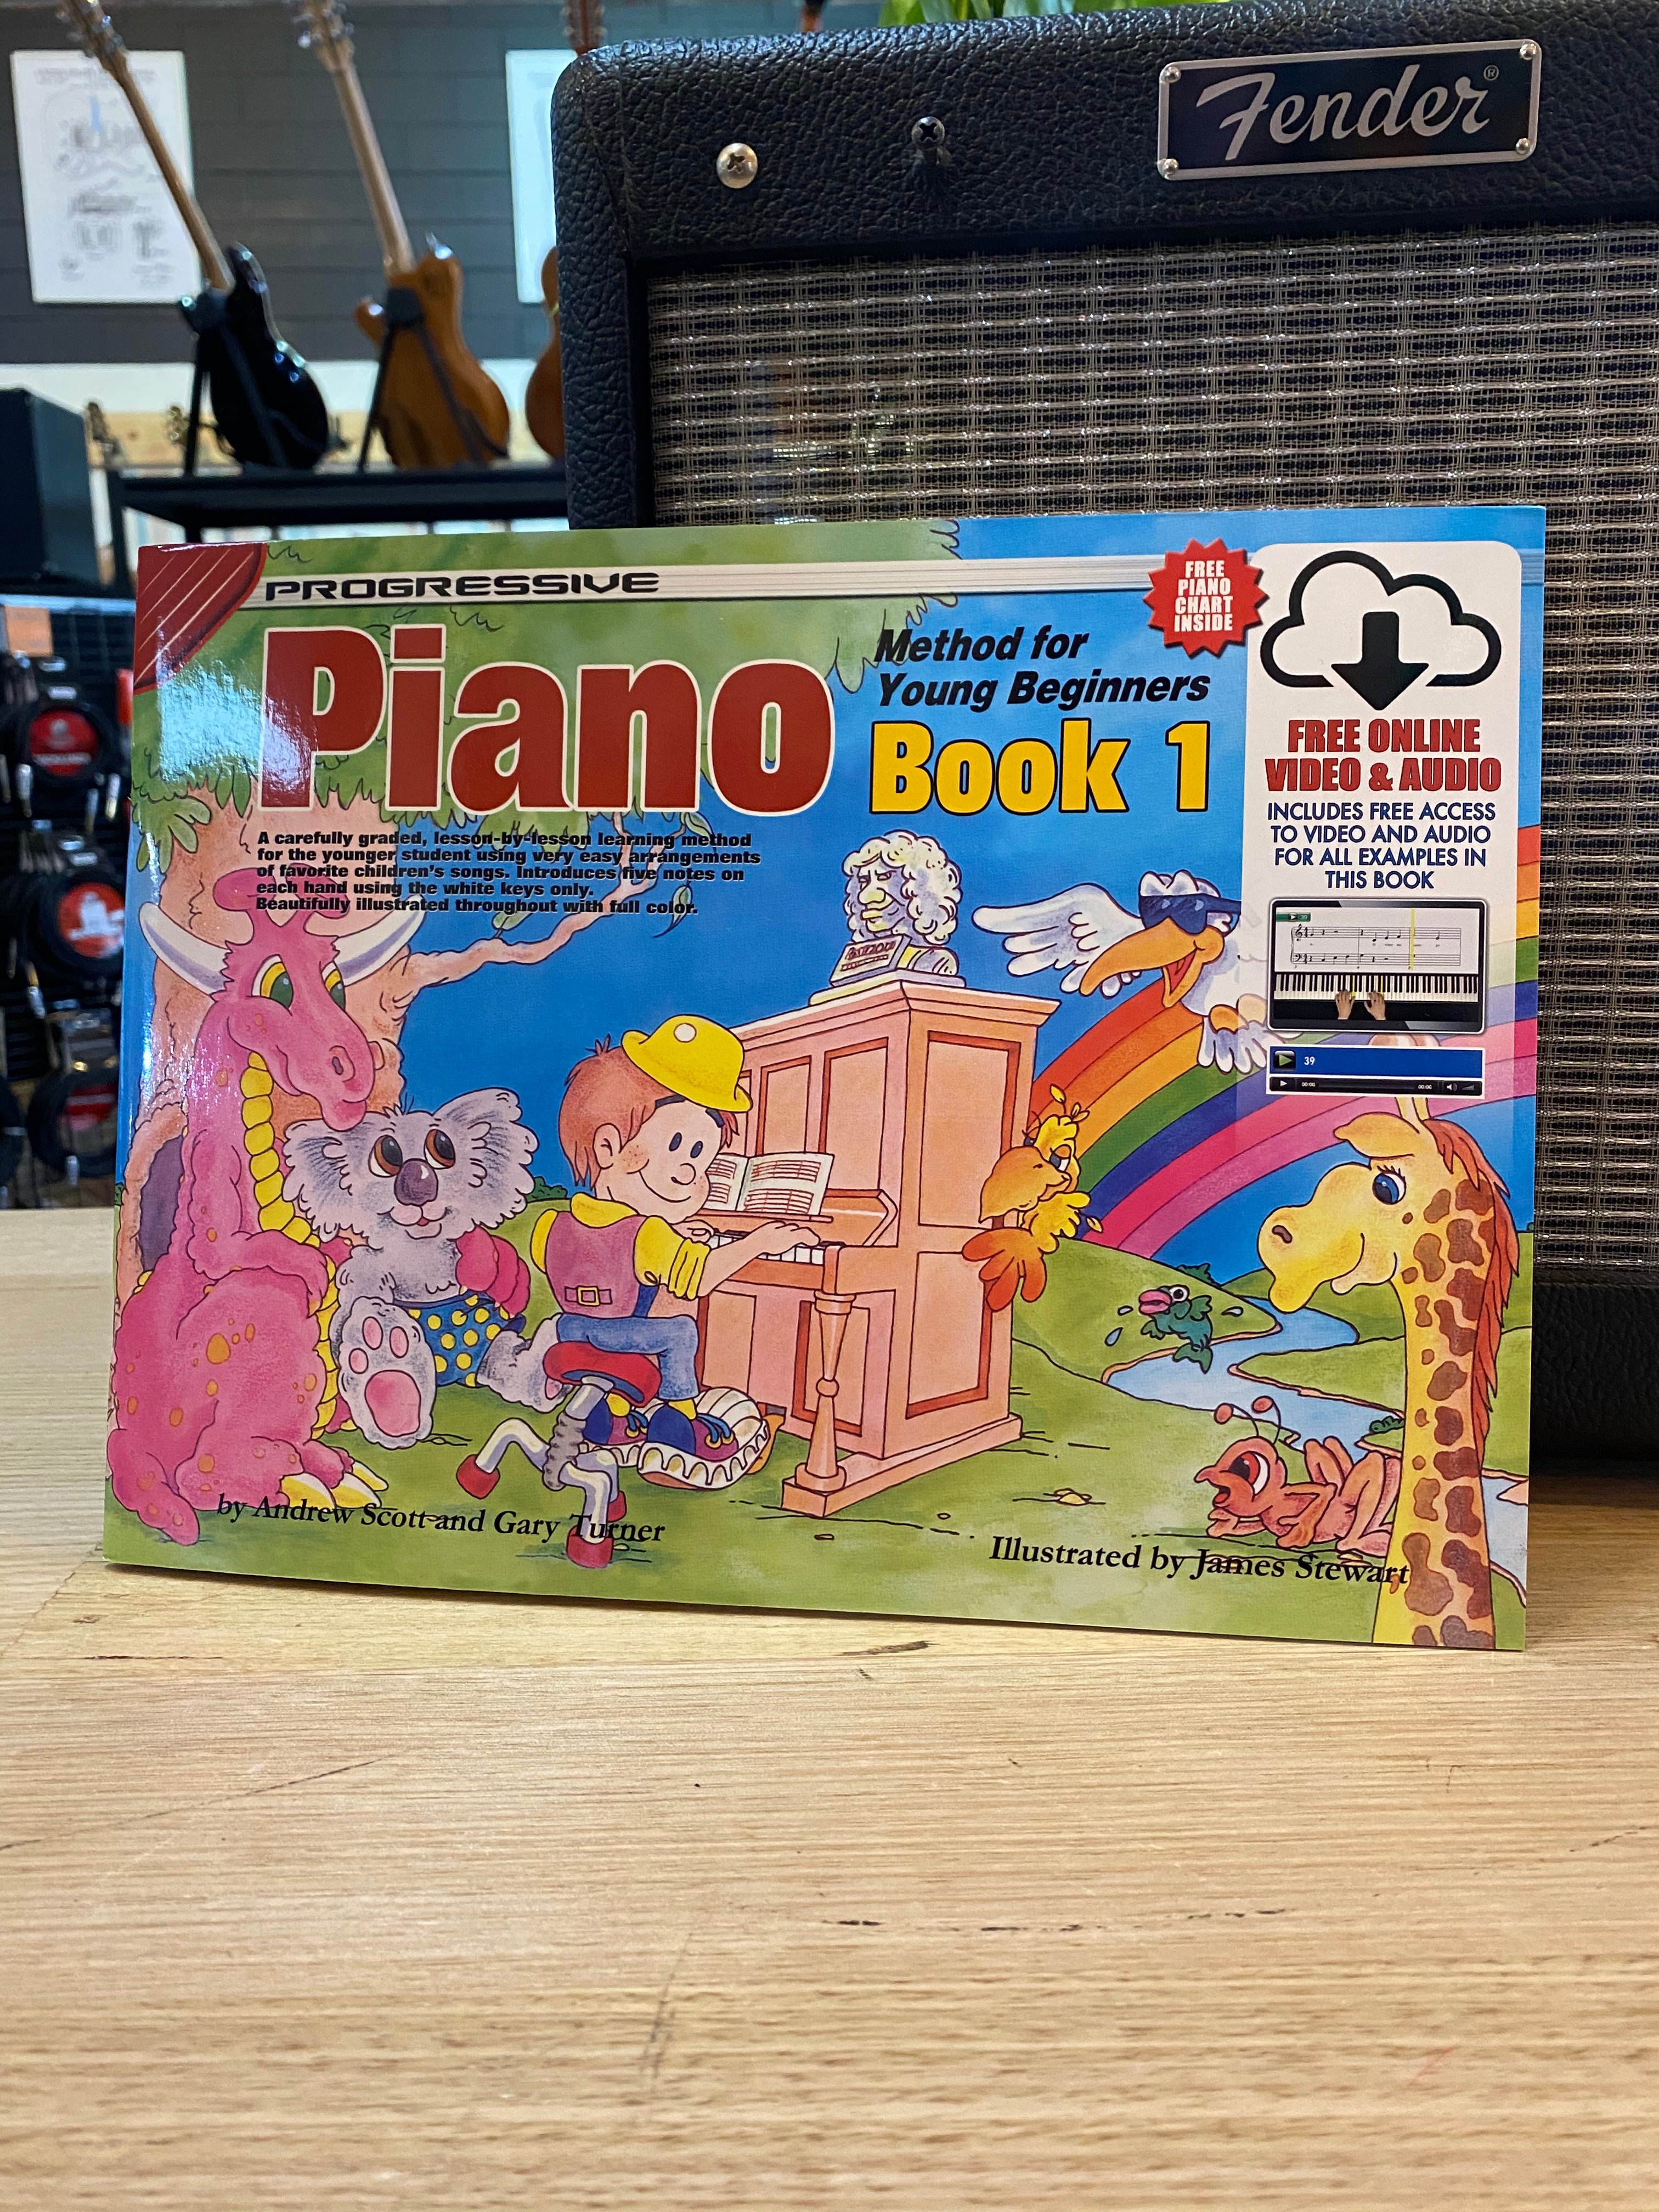 Fender®
PROGRESSIVE
Piano
Method for
Young Beginners
Book 1
A carefully graded, lesson-by-lesson learning method
for the younger student using very easy arrangements
of favorite children's songs. Introduces five notes on
each hand using the white keys only.
Beautifully illustrated throughout with full color.
FREE
PIANO
CHART
INSIDE
FREE ONLINE
VIDEO & AUDIO
INCLUDES FREE ACCESS
TO VIDEO AND AUDIO
FOR ALL EXAMPLES IN
THIS BOOK
39
00:00
00:00
by Andrew Scott and Gary Turner
Illustrated by James Stewart